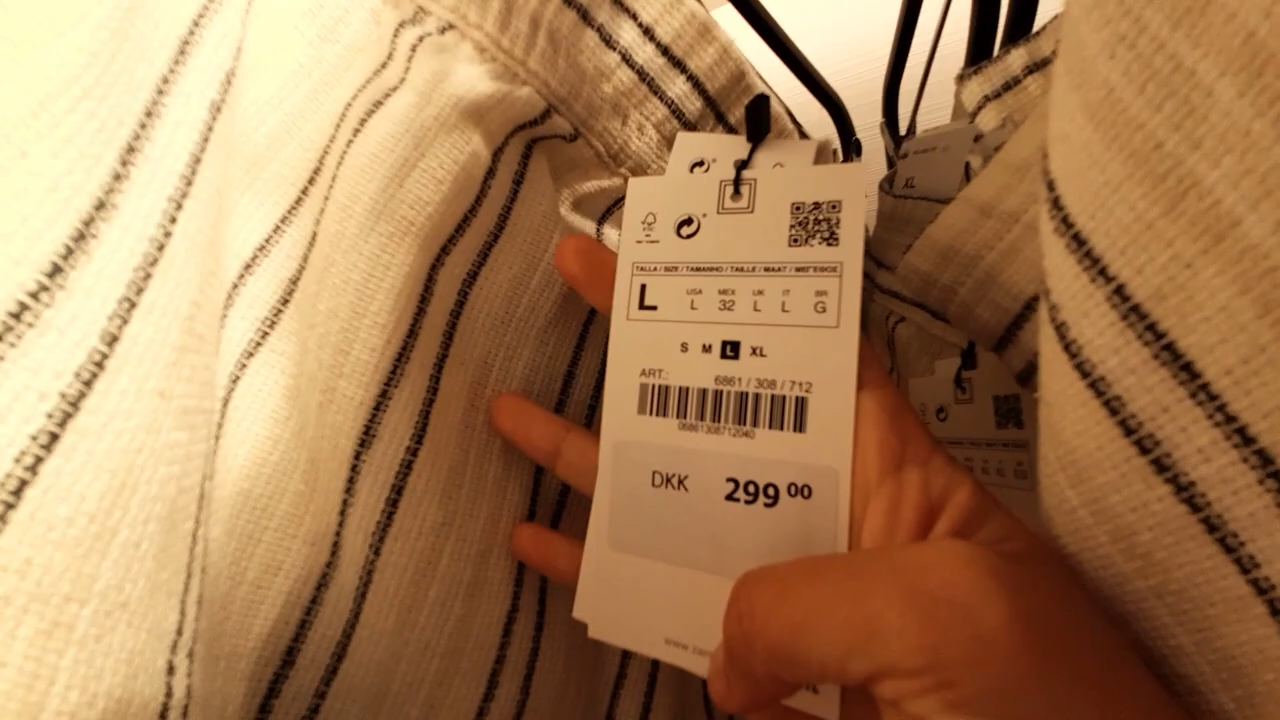 TALLA / SIZE / TAMANHO / TAILLE / MAAT / ΜΕΓΈΘΟΣ
USA MEX UK IT BR
L L 32 L L G
S M L XL
ART.: 6861 / 308 / 712
06861308712040
DKK 299 00
XL